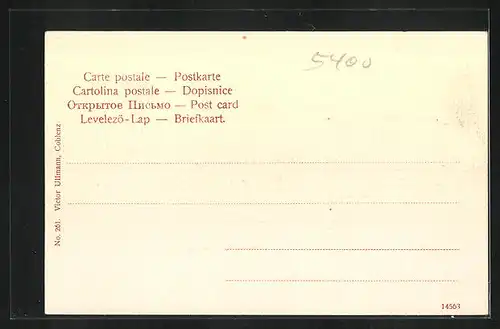 5400
Carte postale — Postkarte
Cartolina postale — Dopisnice
Открытое Письмо — Post card
Levelező-Lap — Briefkaart.
No. 261. Victor Ullmann, Coblenz
14563